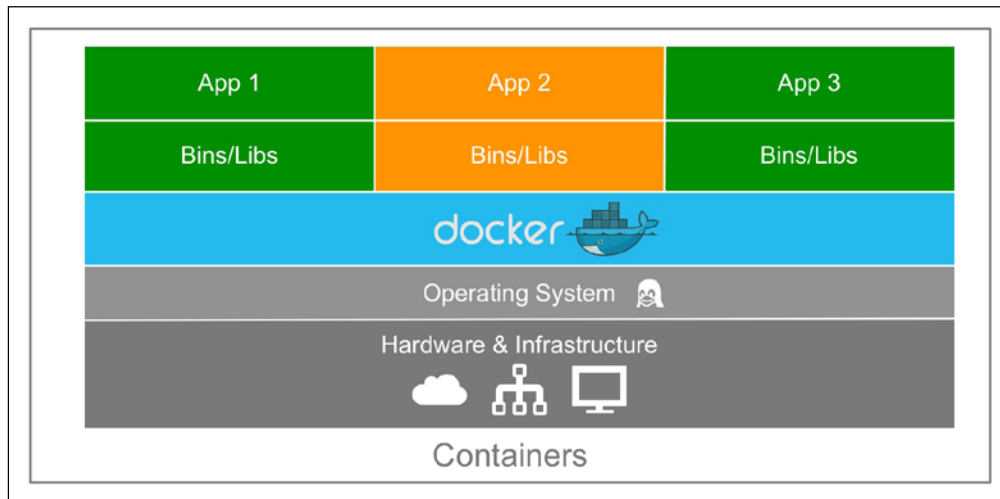 App 1
App 2
App 3
Bins/Libs
Bins/Libs
Bins/Libs
docker
Operating System
Hardware & Infrastructure
Containers